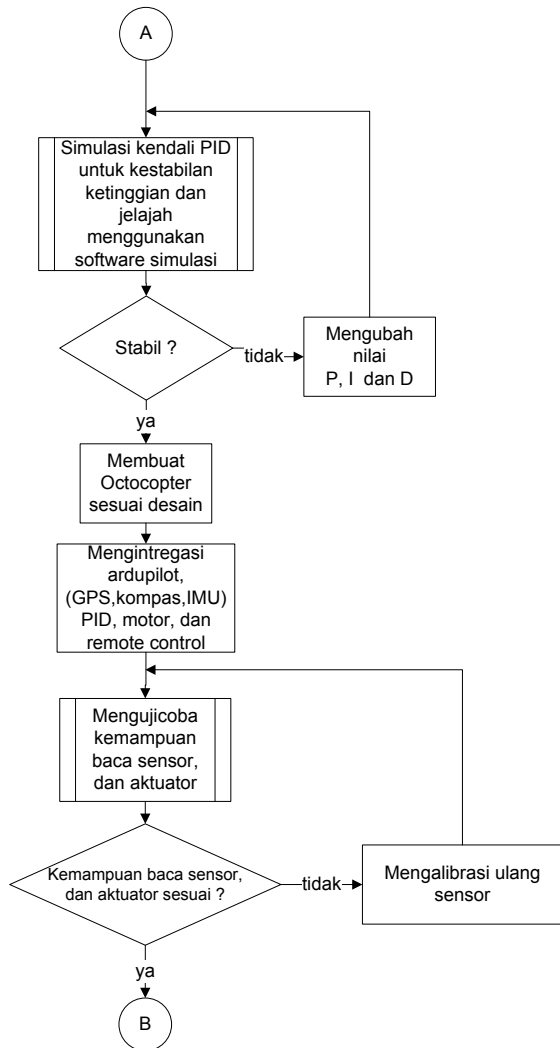 A
Simulasi kendali PID
untuk kestabilan
ketinggian dan
jelajah
menggunakan
software simulasi
Stabil ?
tidak
Mengubah
nilai
P, I dan D
ya
Membuat
Octocopter
sesuai desain
Mengintregasi
ardupilot,
(GPS,kompas,IMU)
PID, motor, dan
remote control
Mengujicoba
kemampuan
baca sensor,
dan aktuator
Kemampuan baca sensor,
dan aktuator sesuai ?
tidak
Mengalibrasi ulang
sensor
ya
B